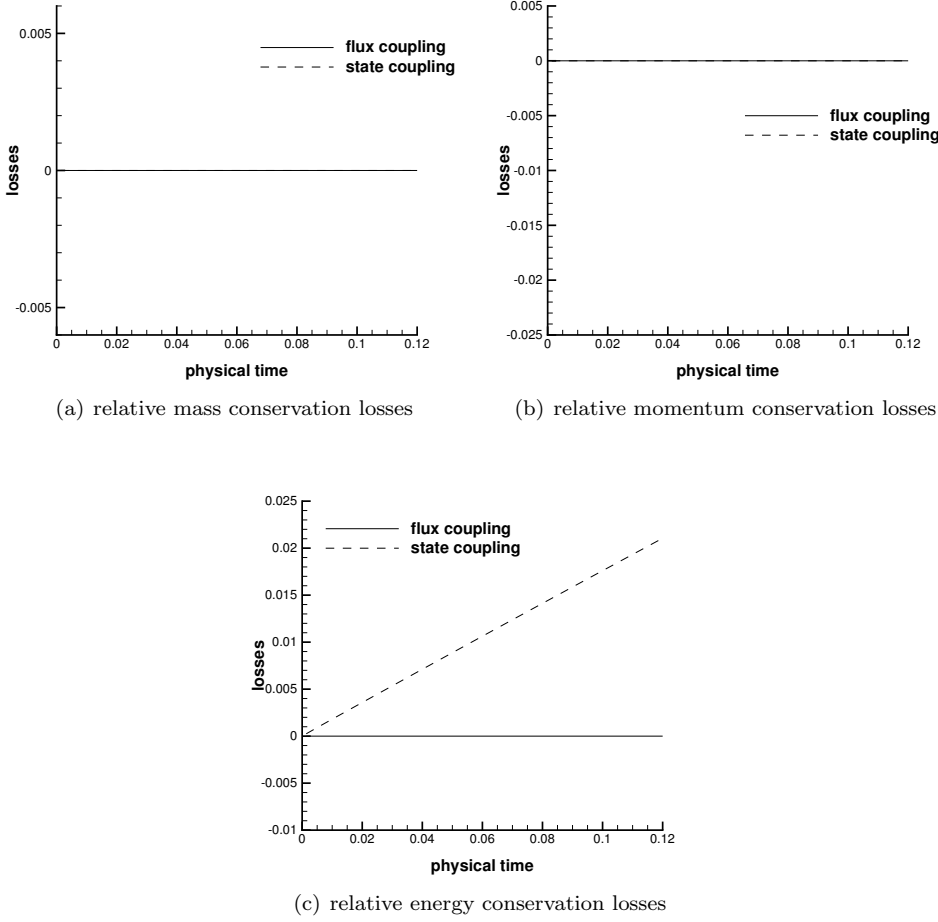 0.005
flux coupling
state coupling
losses
0
-0.005
0 0.02 0.04 0.06 0.08 0.1 0.12
physical time
(a) relative mass conservation losses
0
-0.005
flux coupling
state coupling
losses
-0.01
-0.015
-0.02
-0.025
0 0.02 0.04 0.06 0.08 0.1 0.12
physical time
(b) relative momentum conservation losses
0.025
flux coupling
0.02
state coupling
0.015
0.01
losses
0.005
0
-0.005
-0.01
0 0.02 0.04 0.06 0.08 0.1 0.12
physical time
(c) relative energy conservation losses